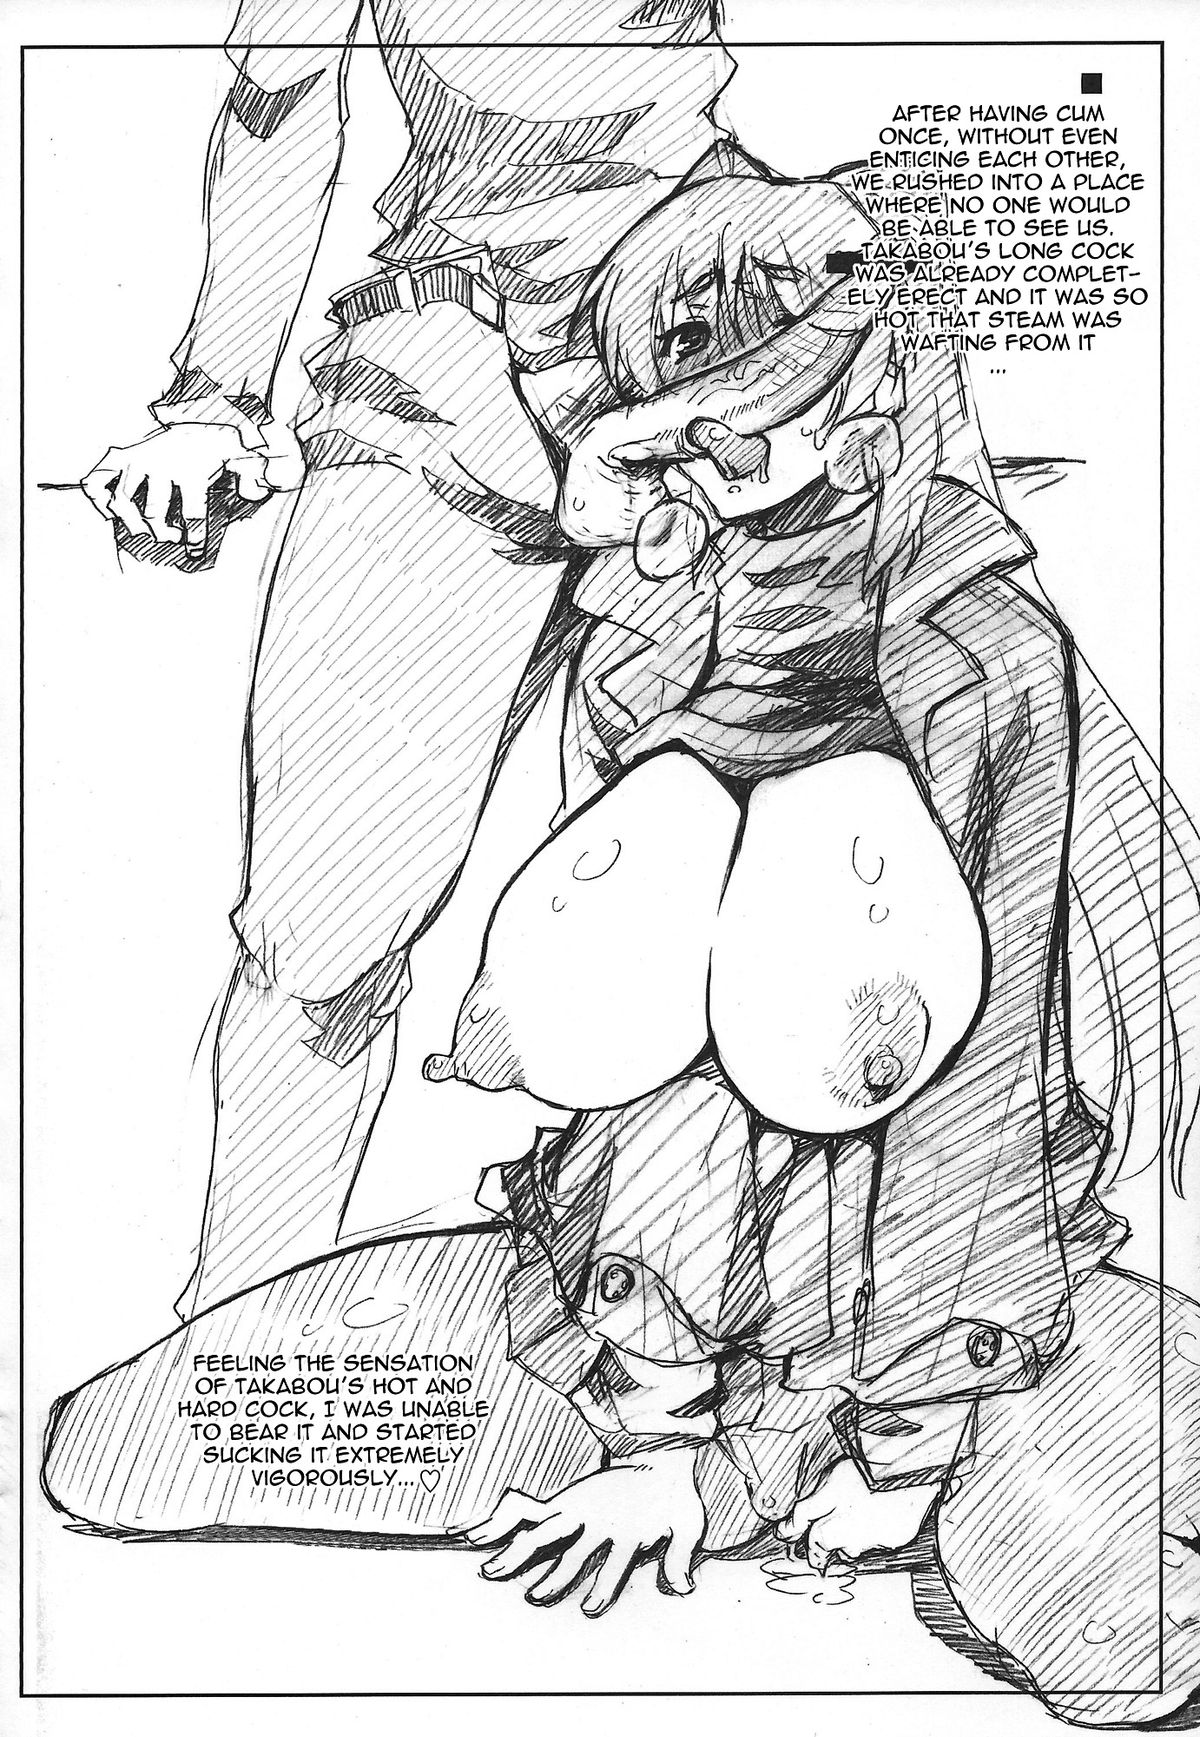 AFTER HAVING CUM
ONCE, WITHOUT EVEN
ENTICING EACH OTHER,
WE RUSHED INTO A PLACE
WHERE NO ONE WOULD
BE ABLE TO SEE US.
TAKABOU'S LONG COCK
WAS ALREADY COMPLET-
ELY ERECT AND IT WAS SO
HOT THAT STEAM WAS
WAFTING FROM IT
...
FEELING THE SENSATION
OF TAKABOU'S HOT AND
HARD COCK, I WAS UNABLE
TO BEAR IT AND STARTED
SUCKING IT EXTREMELY
VIGOROUSLY...♡